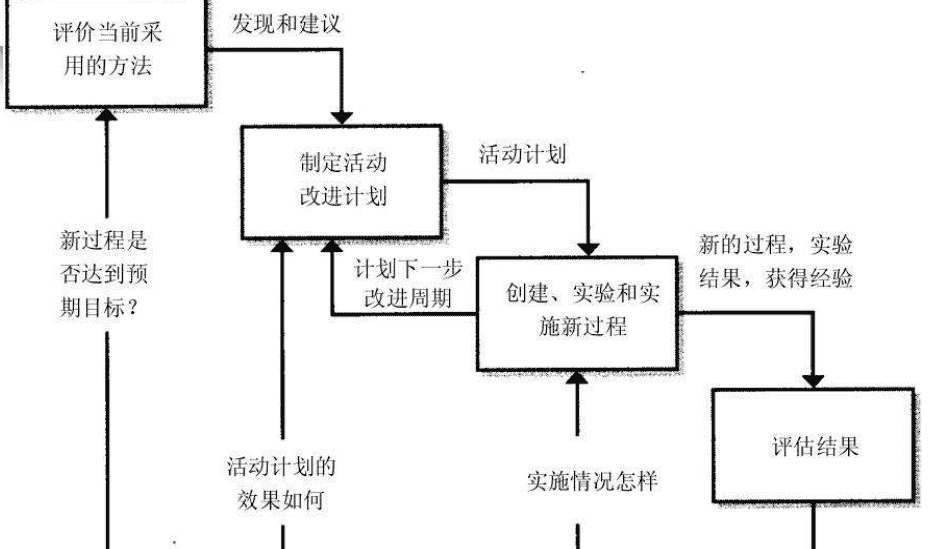 评价当前采
用的方法
发现和建议
制定活动
改进计划
活动计划
新过程是
否达到预
期目标?
计划下一步
改进周期
创建、实验和实
施新过程
新的过程，实验
结果，获得经验
评估结果
活动计划的
效果如何
实施情况怎样